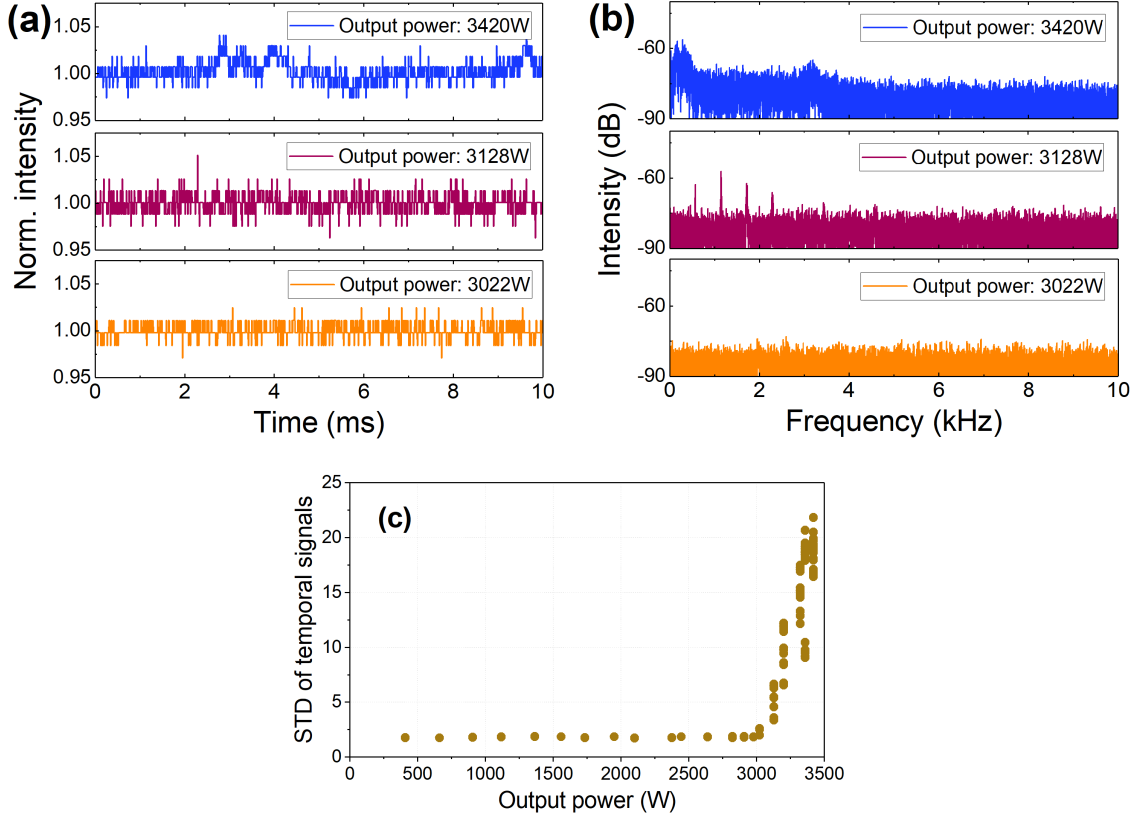 (a)
1.05
Output power: 3420W
1.00
0.95
1.05
Output power: 3128W
1.00
0.95
1.05
Output power: 3022W
1.00
0.95
0 2 4 6 8 10
Time (ms)
Norm. intensity
(b)
-60
Output power: 3420W
-90
-60
Output power: 3128W
-90
-60
Output power: 3022W
-90
0 2 4 6 8 10
Frequency (kHz)
Intensity (dB)
(c)
25
20
15
10
5
0
0 500 1000 1500 2000 2500 3000 3500
Output power (W)
STD of temporal signals